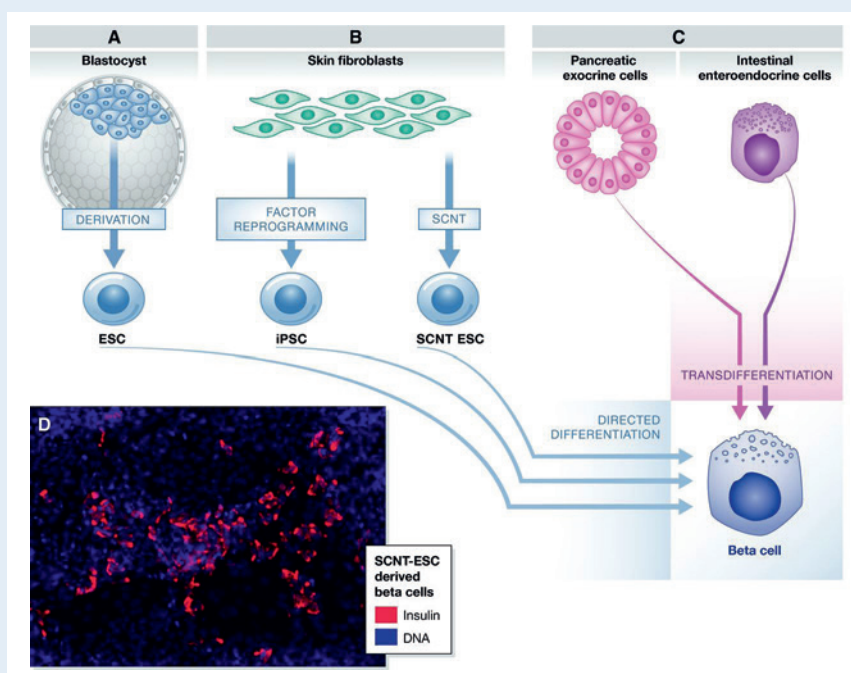 A
Blastocyst
DERIVATION
ESC
B
Skin fibroblasts
FACTOR
REPROGRAMMING
SCNT
iPSC
SCNT ESC
C
Pancreatic
exocrine cells
Intestinal
enteroendocrine cells
TRANSDIFFERENTIATION
DIRECTED
DIFFERENTIATION
Beta cell
D
SCNT-ESC
derived
beta cells
Insulin
DNA